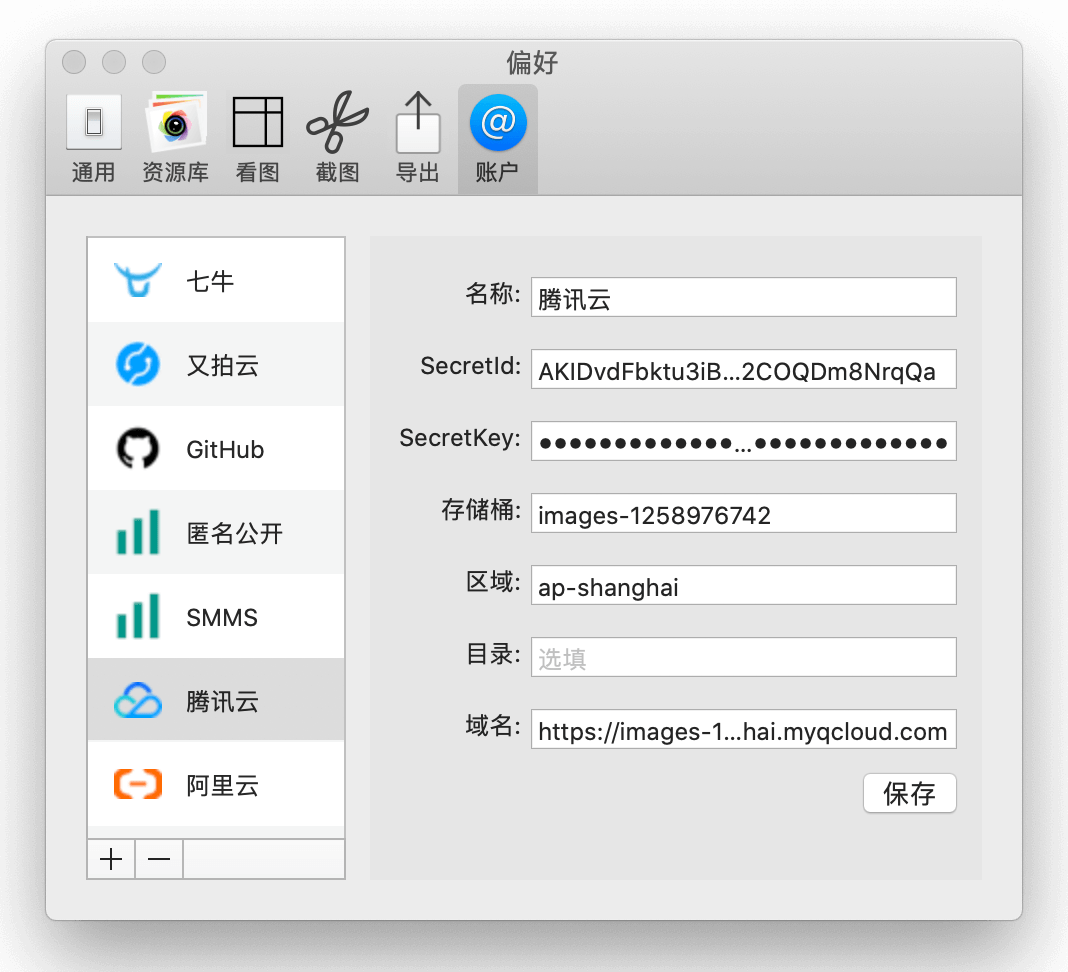 偏好
通用
资源库
看图
截图
导出
账户
七牛
又拍云
GitHub
匿名公开
SMMS
腾讯云
阿里云
名称: 腾讯云
SecretId: AKIDvdFbktu3iB...2COQDm8NrqQa
SecretKey: ●●●●●●●●●●●●●...●●●●●●●●●●●●●
存储桶: images-1258976742
区域: ap-shanghai
目录: 选填
域名: https://images-1...hai.myqcloud.com
保存